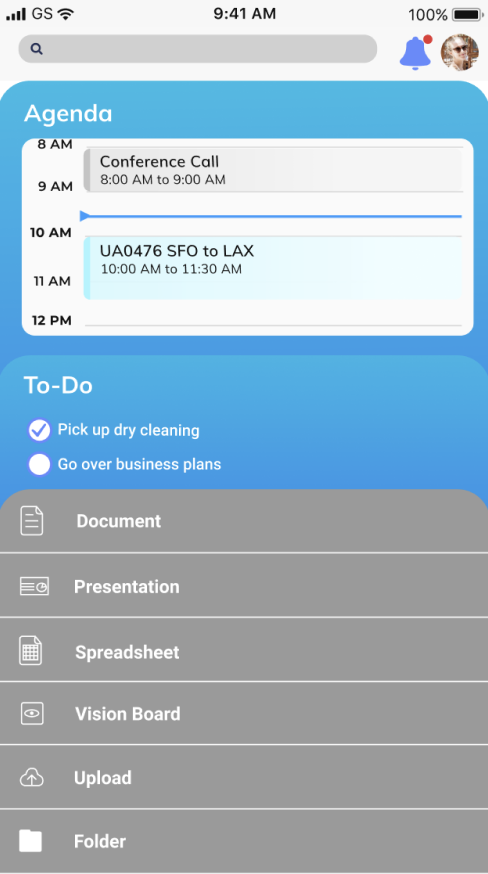 GS 9:41 AM 100%
Agenda
8 AM
Conference Call
8:00 AM to 9:00 AM
9 AM
10 AM
UA0476 SFO to LAX
10:00 AM to 11:30 AM
11 AM
12 PM
To-Do
Pick up dry cleaning
Go over business plans
Document
Presentation
Spreadsheet
Vision Board
Upload
Folder